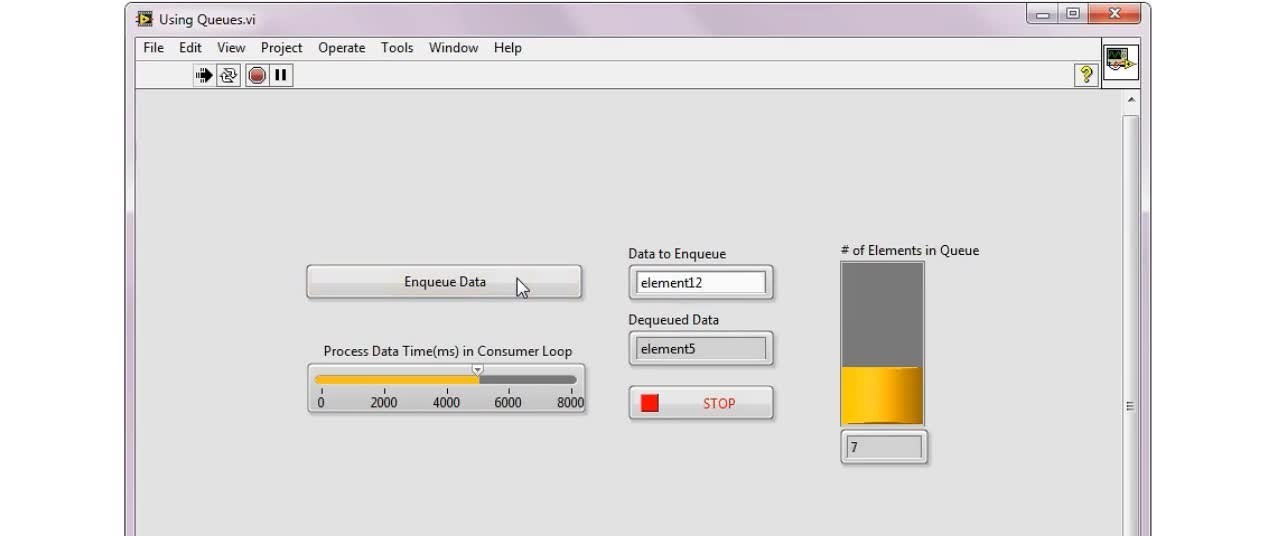 Using Queues.vi
File Edit View Project Operate Tools Window Help
?
Enqueue Data
Process Data Time(ms) in Consumer Loop
0 2000 4000 6000 8000
Data to Enqueue
element12
Dequeued Data
element5
STOP
# of Elements in Queue
7